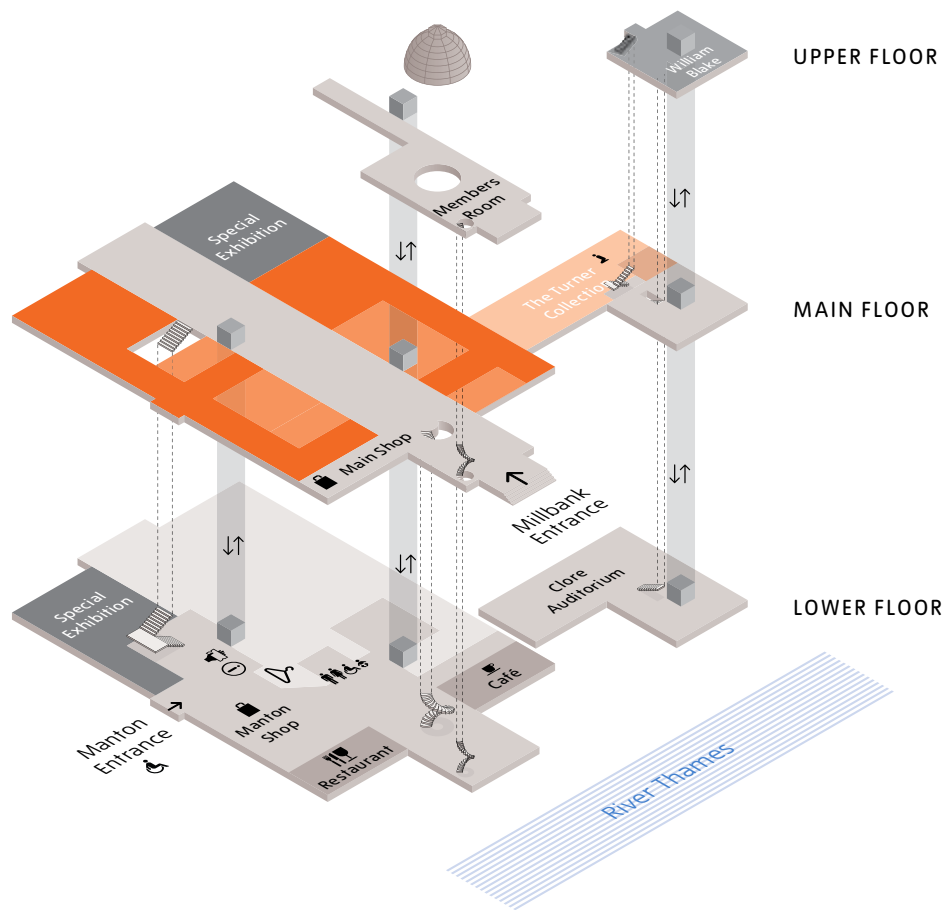 UPPER FLOOR
William
Blake
Members
Room
Special
Exhibition
The Turner
Collection
MAIN FLOOR
Main Shop
Millbank
Entrance
Clore
Auditorium
LOWER FLOOR
Special
Exhibition
Café
Manton
Shop
Manton
Entrance
Restaurant
River Thames